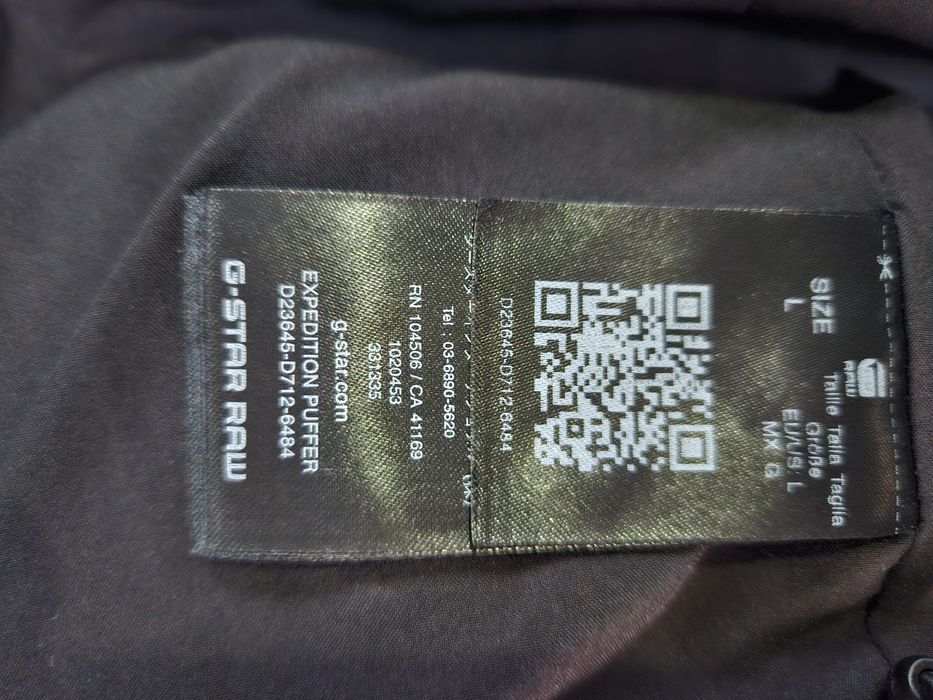 SIZE
L
RAW
Taille Talla Taglia
Größe
EU/US L
MX G
D23645-D712-6484
Tel: 03-6890-5620
RN 104506 / CA 41169
1020453
331335
g-star.com
EXPEDITION PUFFER
D23645-D712-6484
G-STAR RAW